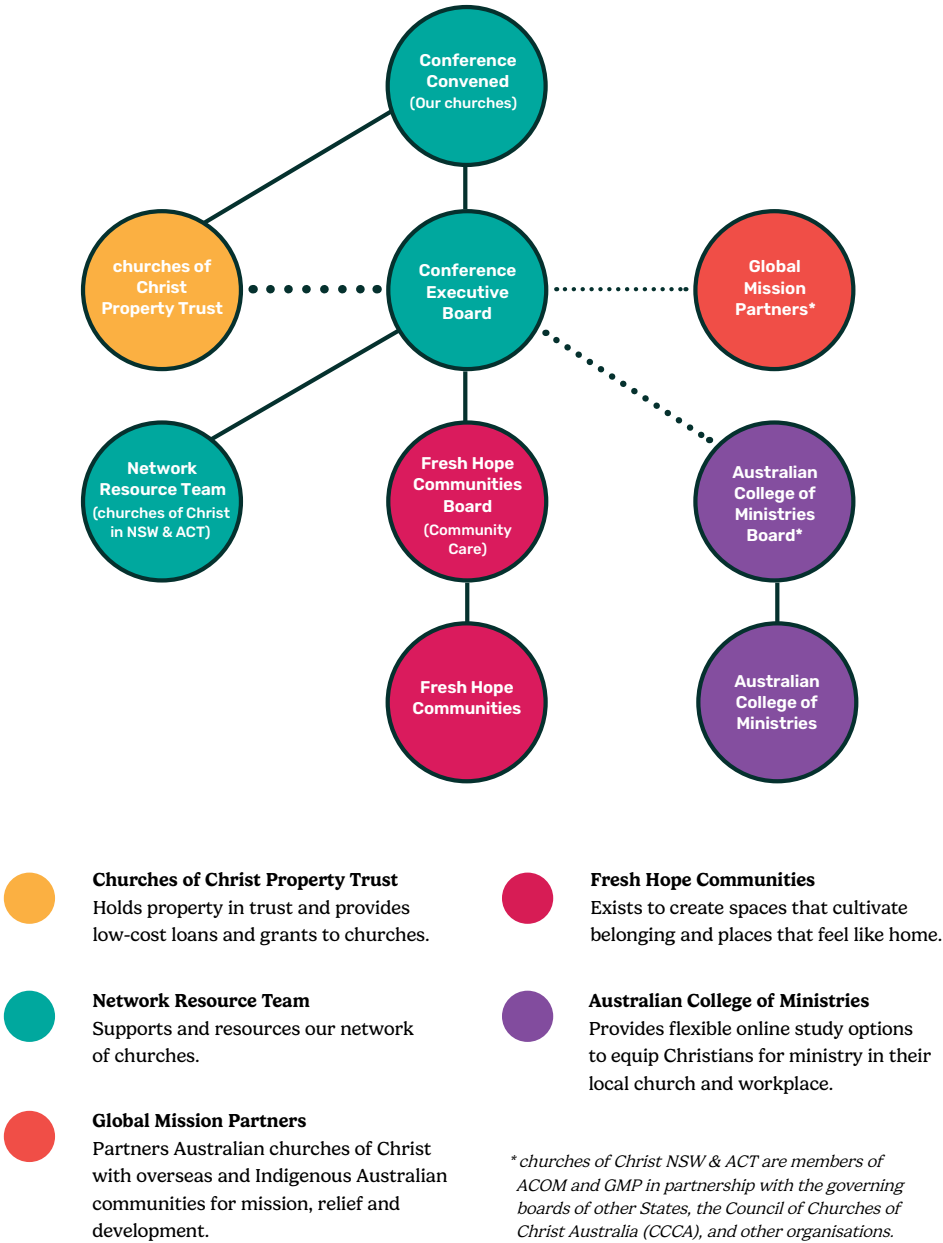 Conference
Convened
(Our churches)
churches of
Christ
Property Trust
Conference
Executive
Board
Global
Mission
Partners*
Network
Resource Team
(churches of Christ
in NSW & ACT)
Fresh Hope
Communities
Board
(Community
Care)
Australian
College of
Ministries
Board*
Fresh Hope
Communities
Australian
College of
Ministries
Churches of Christ Property Trust
Holds property in trust and provides
low-cost loans and grants to churches.
Network Resource Team
Supports and resources our network
of churches.
Global Mission Partners
Partners Australian churches of Christ
with overseas and Indigenous Australian
communities for mission, relief and
development.
Fresh Hope Communities
Exists to create spaces that cultivate
belonging and places that feel like home.
Australian College of Ministries
Provides flexible online study options
to equip Christians for ministry in their
local church and workplace.
* churches of Christ NSW & ACT are members of
ACOM and GMP in partnership with the governing
boards of other States, the Council of Churches of
Christ Australia (CCCA), and other organisations.